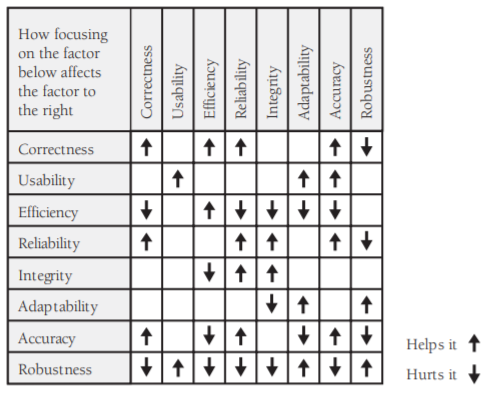 How focusing
on the factor
below affects
the factor to
the right
Correctness
Usability
Efficiency
Reliability
Integrity
Adaptability
Accuracy
Robustness
Correctness
Usability
Efficiency
Reliability
Integrity
Adaptability
Accuracy
Robustness
Helps it
Hurts it